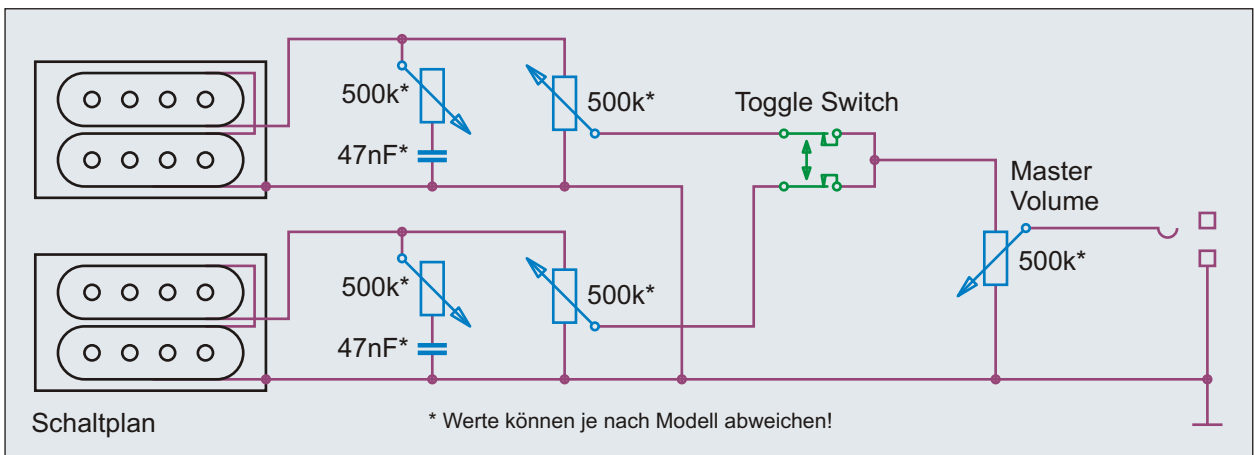 500k*
47nF*
500k*
Toggle Switch
Master
Volume
500k*
500k*
47nF*
500k*
Schaltplan
* Werte können je nach Modell abweichen!